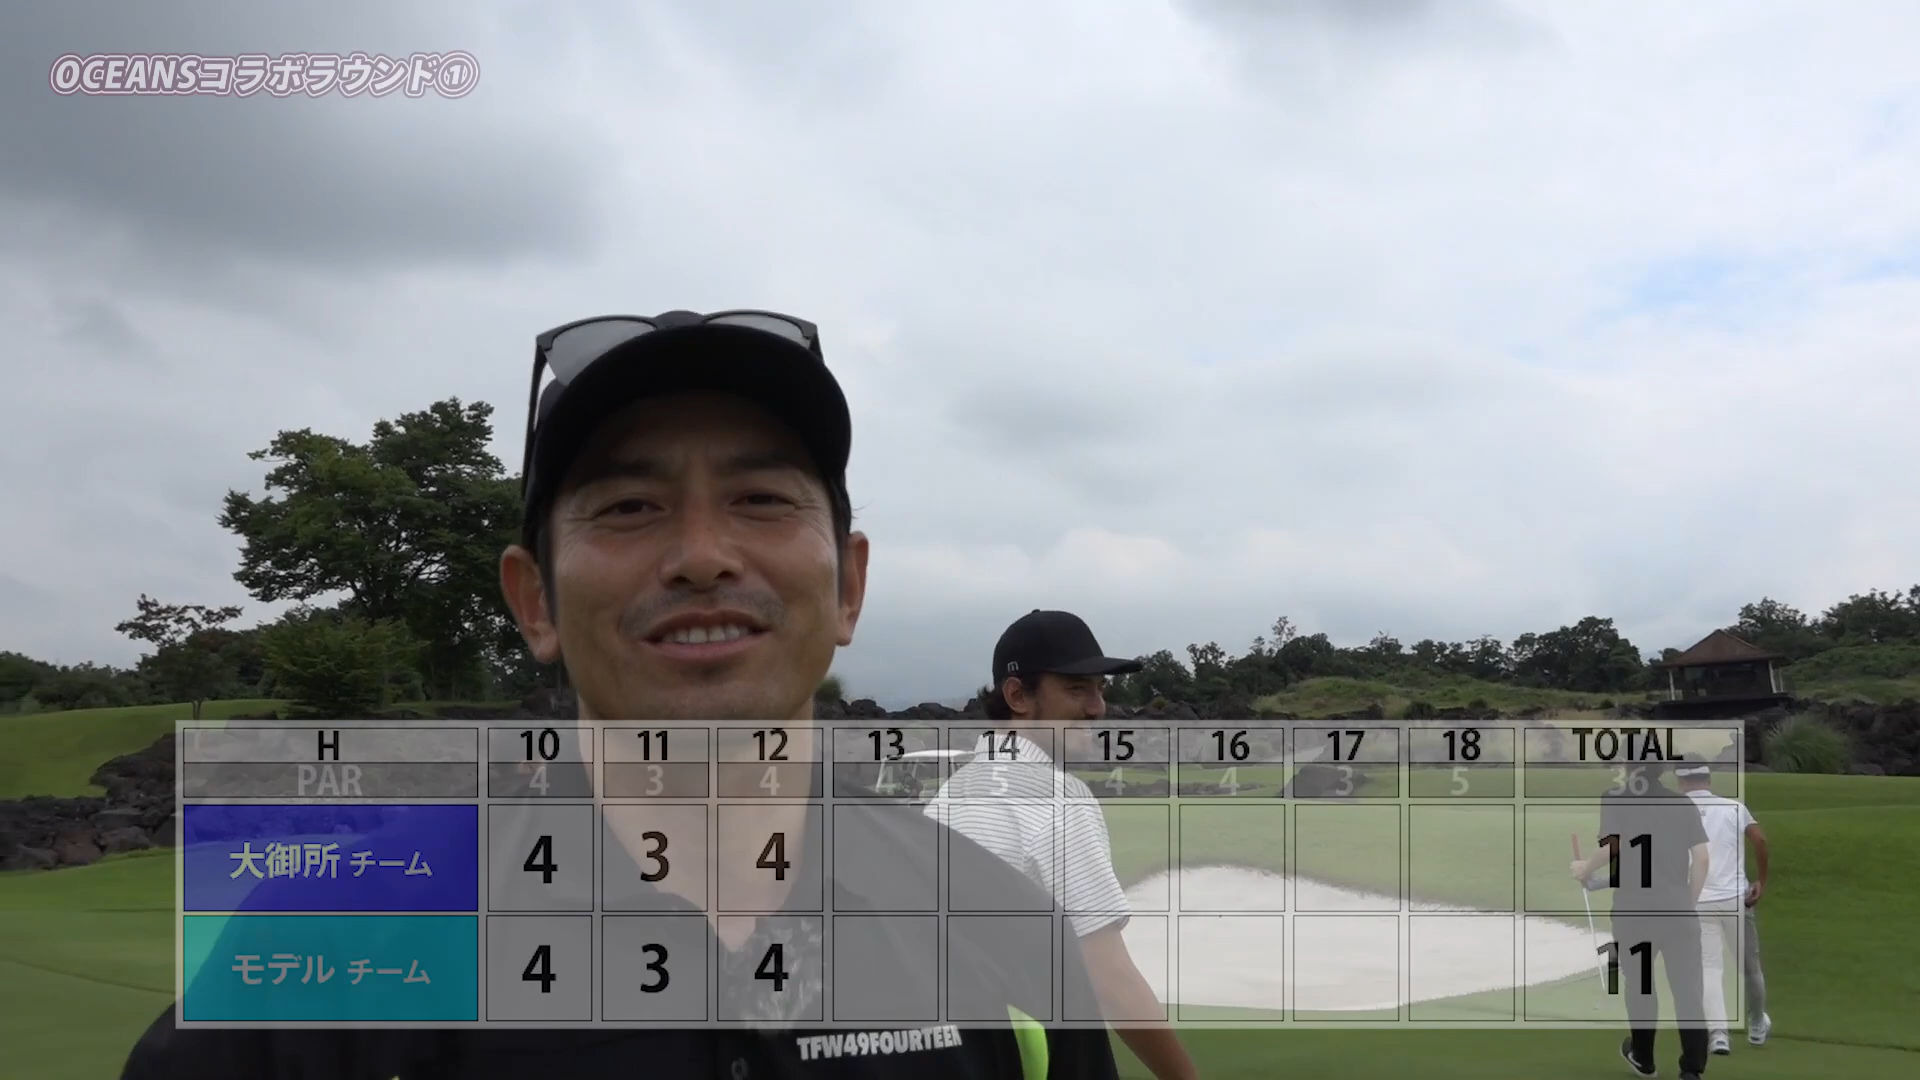 OCEANSコラボラウンド①
H 10 11 12 13 14 15 16 17 18 TOTAL
PAR 4 3 4 4 5 4 4 3 5 36
大御所 チーム 4 3 4 11
モデル チーム 4 3 4 11
TFW49FOURTEEN